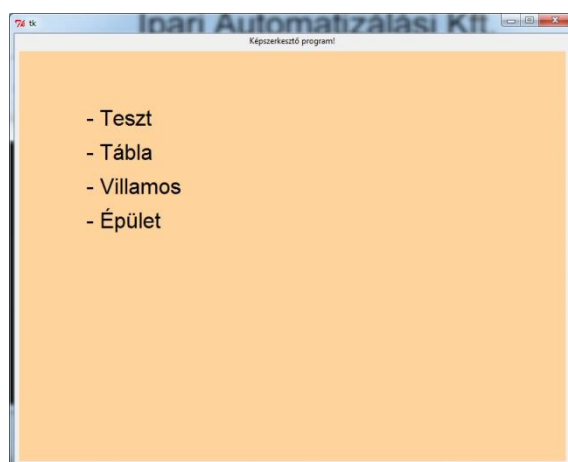 tk
Ipari Automatizálási Kft.
Képszerkesztő program!
- Teszt
- Tábla
- Villamos
- Épület